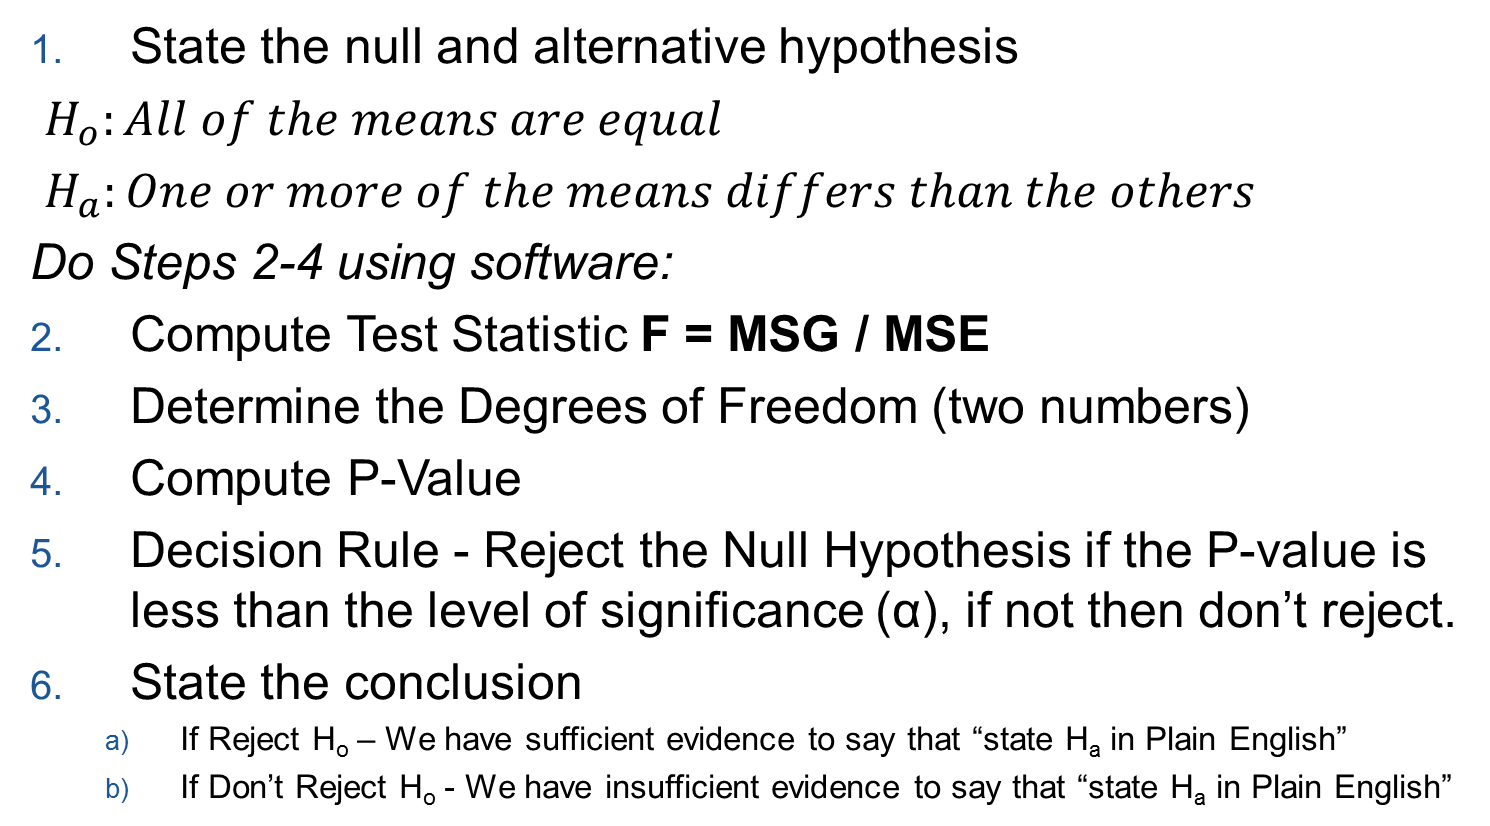 1. State the null and alternative hypothesis
Hₒ: All of the means are equal
Hₐ: One or more of the means differs than the others
Do Steps 2-4 using software:
2. Compute Test Statistic F = MSG / MSE
3. Determine the Degrees of Freedom (two numbers)
4. Compute P-Value
5. Decision Rule - Reject the Null Hypothesis if the P-value is
less than the level of significance (α), if not then don’t reject.
6. State the conclusion
a) If Reject Hₒ – We have sufficient evidence to say that “state Hₐ in Plain English”
b) If Don’t Reject Hₒ - We have insufficient evidence to say that “state Hₐ in Plain English”